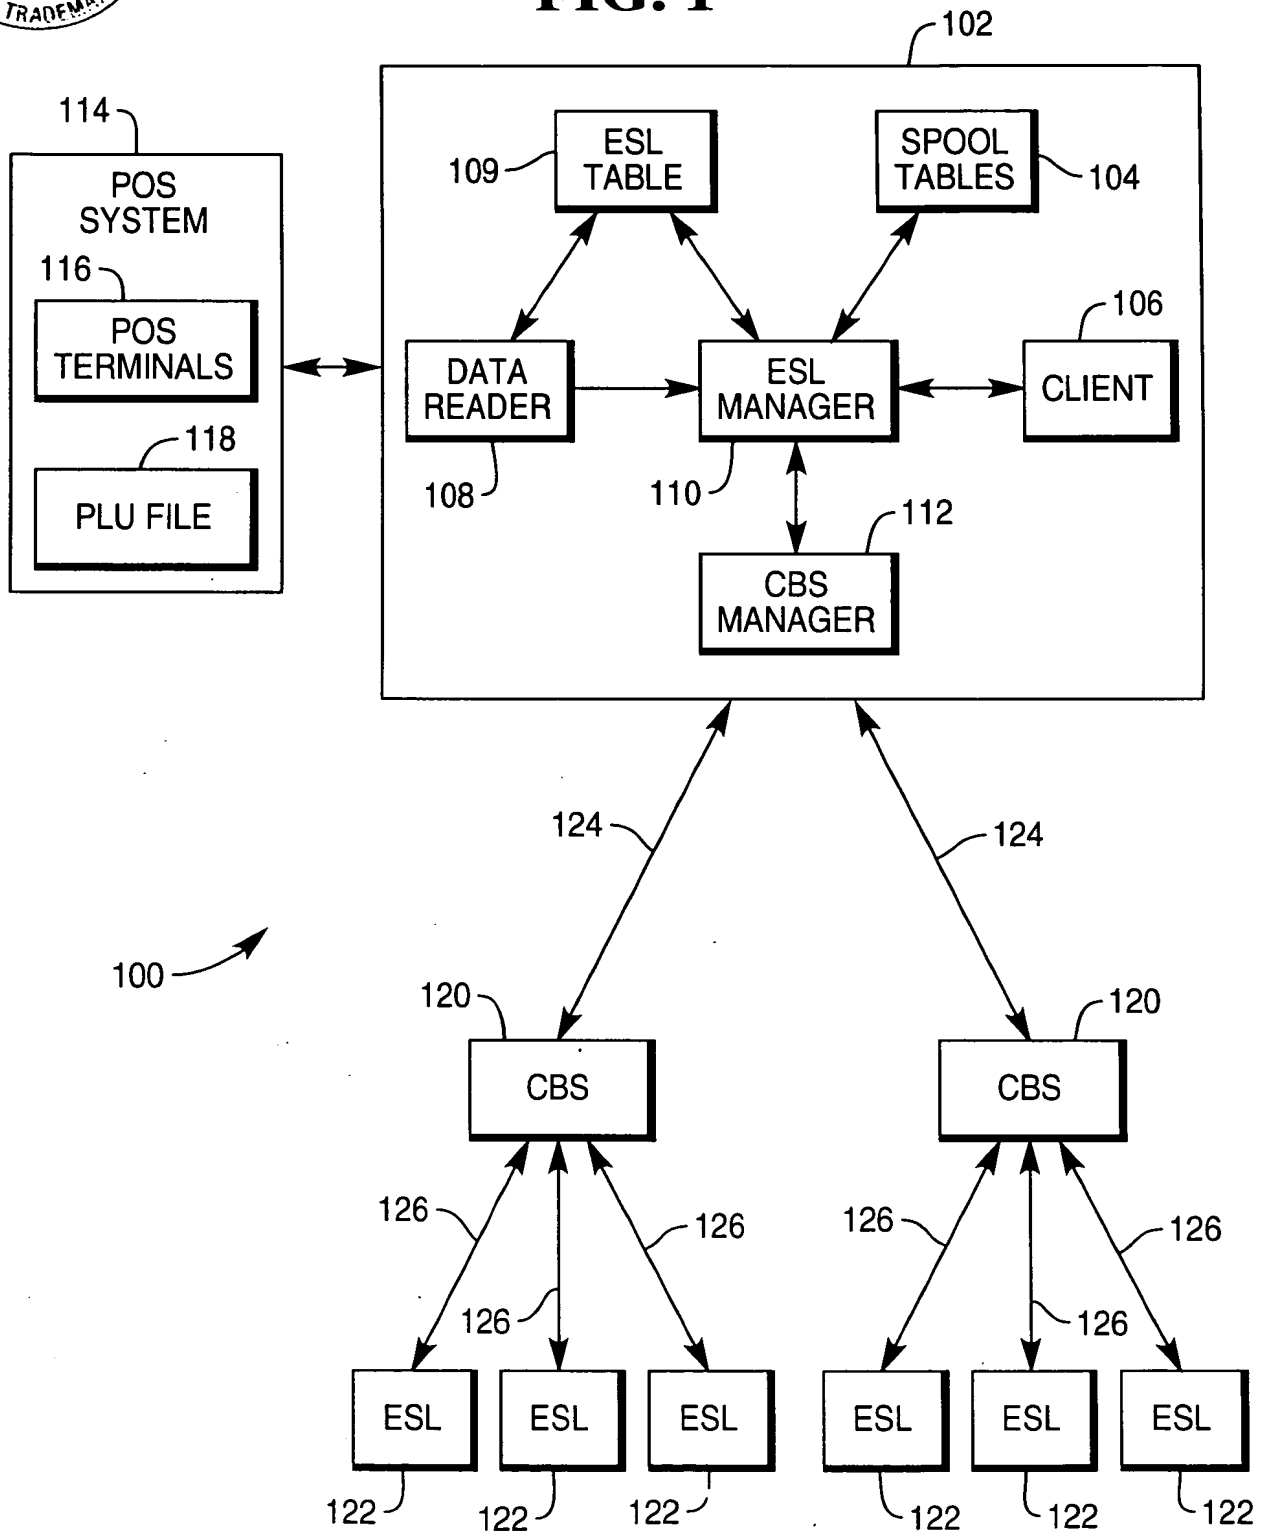 TRADEMA
FIG. 1
102
114
POS
SYSTEM
116
POS
TERMINALS
118
PLU FILE
109
ESL
TABLE
SPOOL
TABLES
104
106
DATA
READER
108
ESL
MANAGER
110
CLIENT
112
CBS
MANAGER
124
124
100
120
CBS
120
CBS
126
126
126
126
126
126
ESL
ESL
ESL
ESL
ESL
ESL
122
122
122
122
122
122